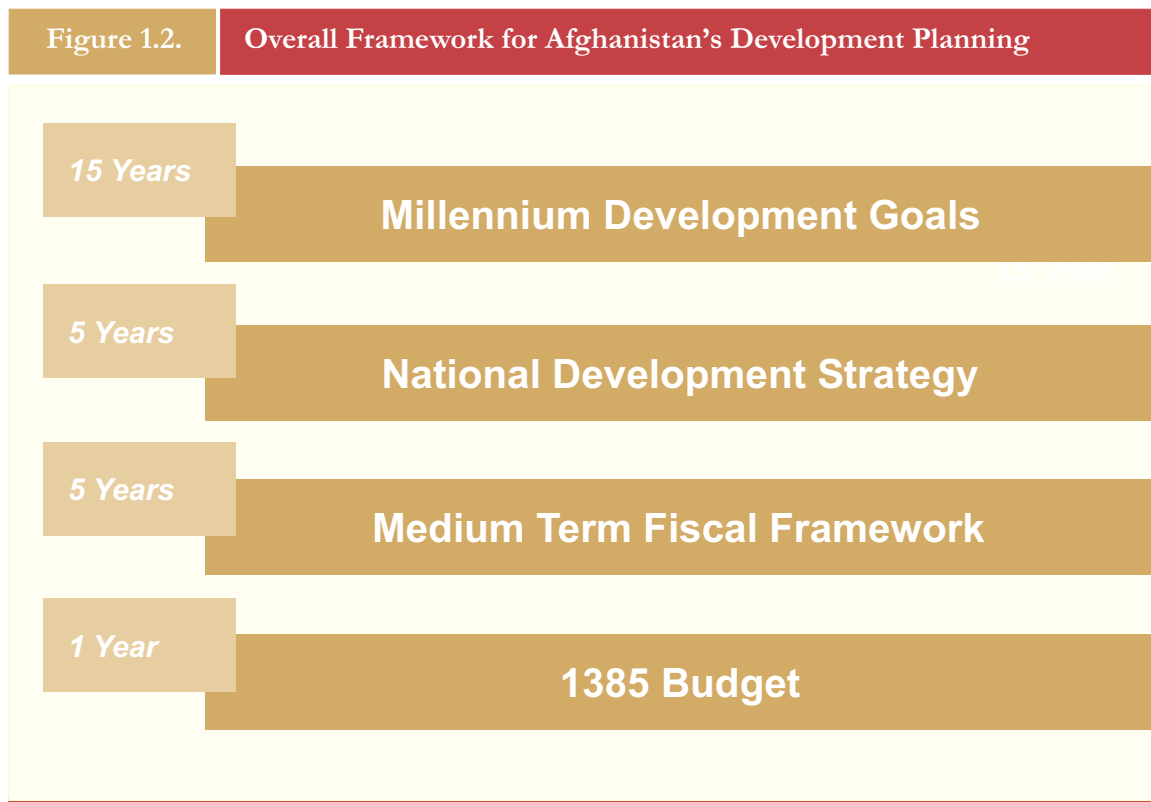 Figure 1.2. Overall Framework for Afghanistan’s Development Planning
15 Years
Millennium Development Goals
5 Years
National Development Strategy
5 Years
Medium Term Fiscal Framework
1 Year
1385 Budget